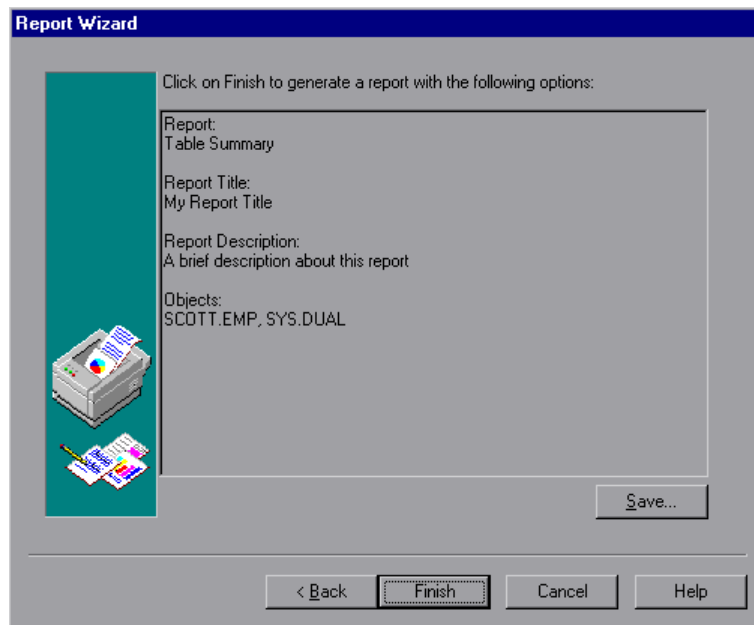 Report Wizard
Click on Finish to generate a report with the following options:
Report:
Table Summary
Report Title:
My Report Title
Report Description:
A brief description about this report
Objects:
SCOTT.EMP, SYS.DUAL
Save...
< Back
Finish
Cancel
Help